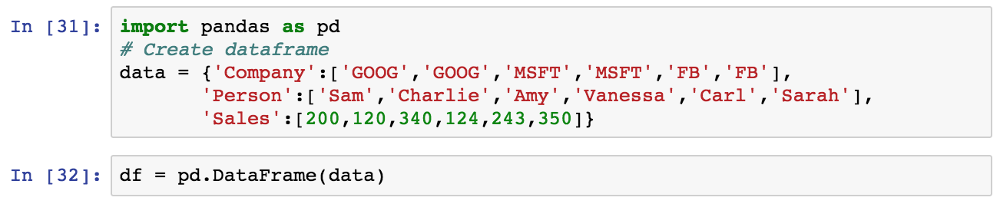 In [31]: import pandas as pd
# Create dataframe
data = {'Company':['GOOG','GOOG','MSFT','MSFT','FB','FB'],
'Person':['Sam','Charlie','Amy','Vanessa','Carl','Sarah'],
'Sales':[200,120,340,124,243,350]}
In [32]: df = pd.DataFrame(data)